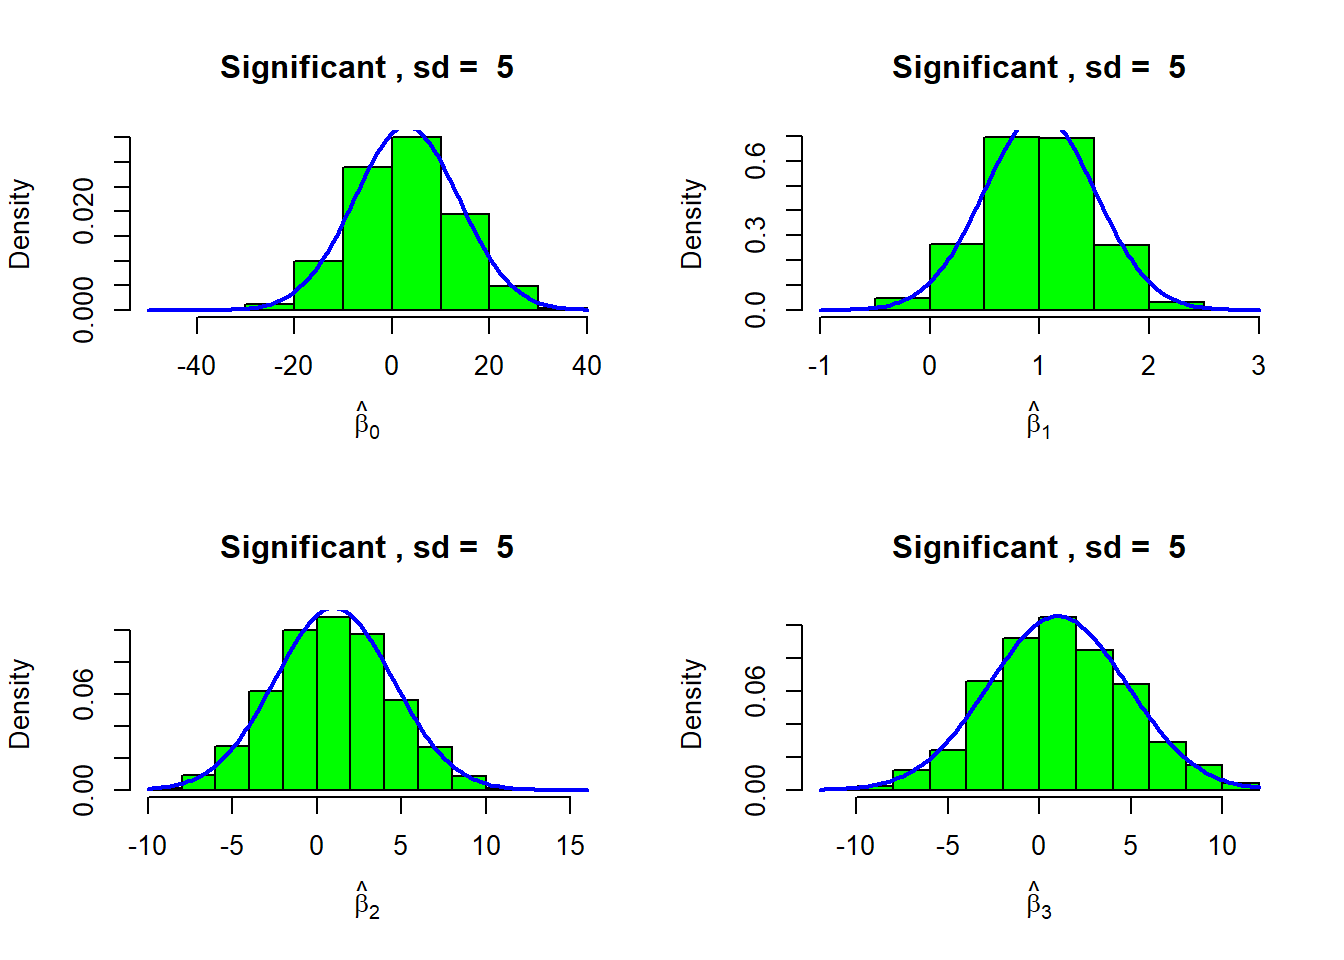 Significant , sd =  5
Density
0.000 0.020
-40 -20 0 20 40
β̂0
Significant , sd =  5
Density
0.0 0.3 0.6
-1 0 1 2 3
β̂1
Significant , sd =  5
Density
0.00 0.06
-10 -5 0 5 10 15
β̂2
Significant , sd =  5
Density
0.00 0.06
-10 -5 0 5 10
β̂3